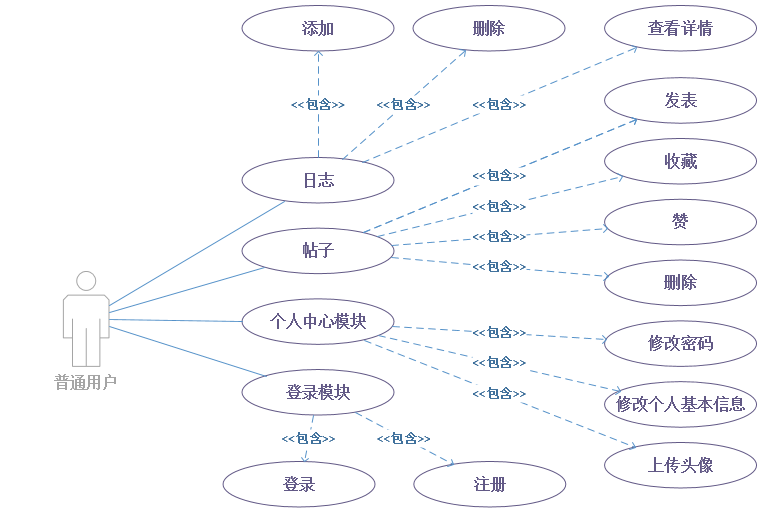 添加
删除
查看详情
<<包含>>
<<包含>>
<<包含>>
发表
日志
收藏
<<包含>>
<<包含>>
赞
帖子
<<包含>>
<<包含>>
删除
个人中心模块
<<包含>>
修改密码
<<包含>>
普通用户
登录模块
<<包含>>
修改个人基本信息
<<包含>>
<<包含>>
上传头像
登录
注册